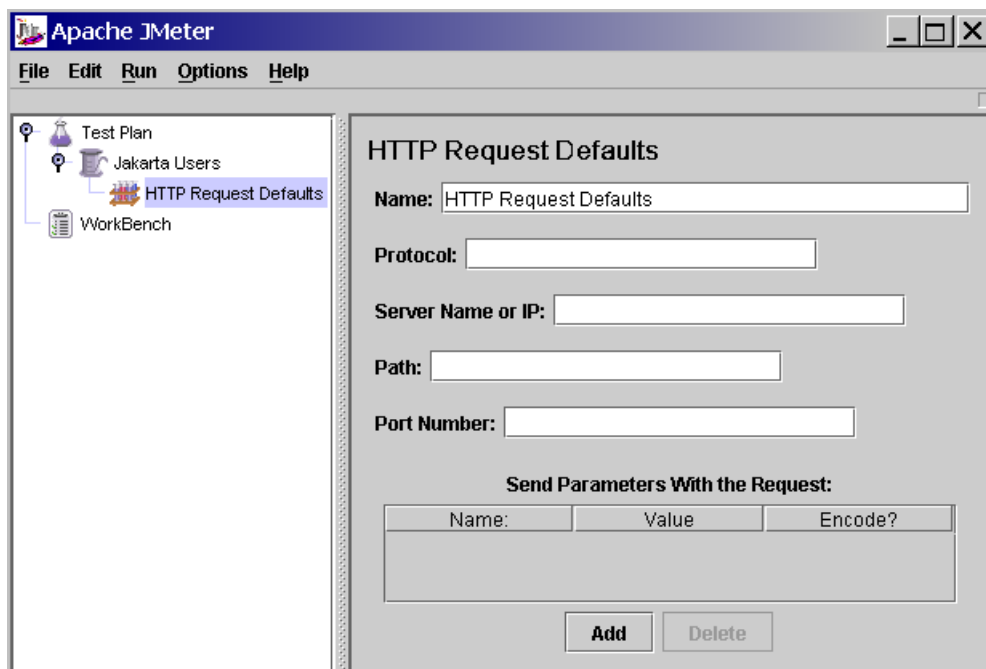 Apache JMeter
File Edit Run Options Help
Test Plan
Jakarta Users
HTTP Request Defaults
WorkBench
HTTP Request Defaults
Name: HTTP Request Defaults
Protocol:
Server Name or IP:
Path:
Port Number:
Send Parameters With the Request:
Name: Value Encode?
Add Delete